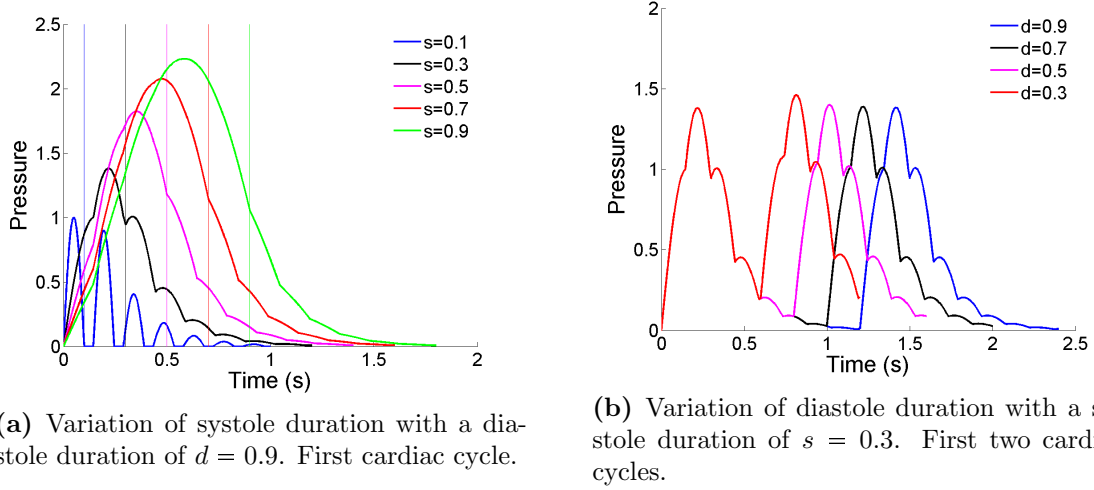 2.5
2
1.5
1
0.5
0
0
0.5
1
1.5
2
Pressure
Time (s)
s=0.1
s=0.3
s=0.5
s=0.7
s=0.9
2
1.5
1
0.5
0
0
0.5
1
1.5
2
2.5
Pressure
Time (s)
d=0.9
d=0.7
d=0.5
d=0.3
(a) Variation of systole duration with a dia-
stole duration of d = 0.9. First cardiac cycle.
(b) Variation of diastole duration with a s
stole duration of s = 0.3. First two cardi
cycles.